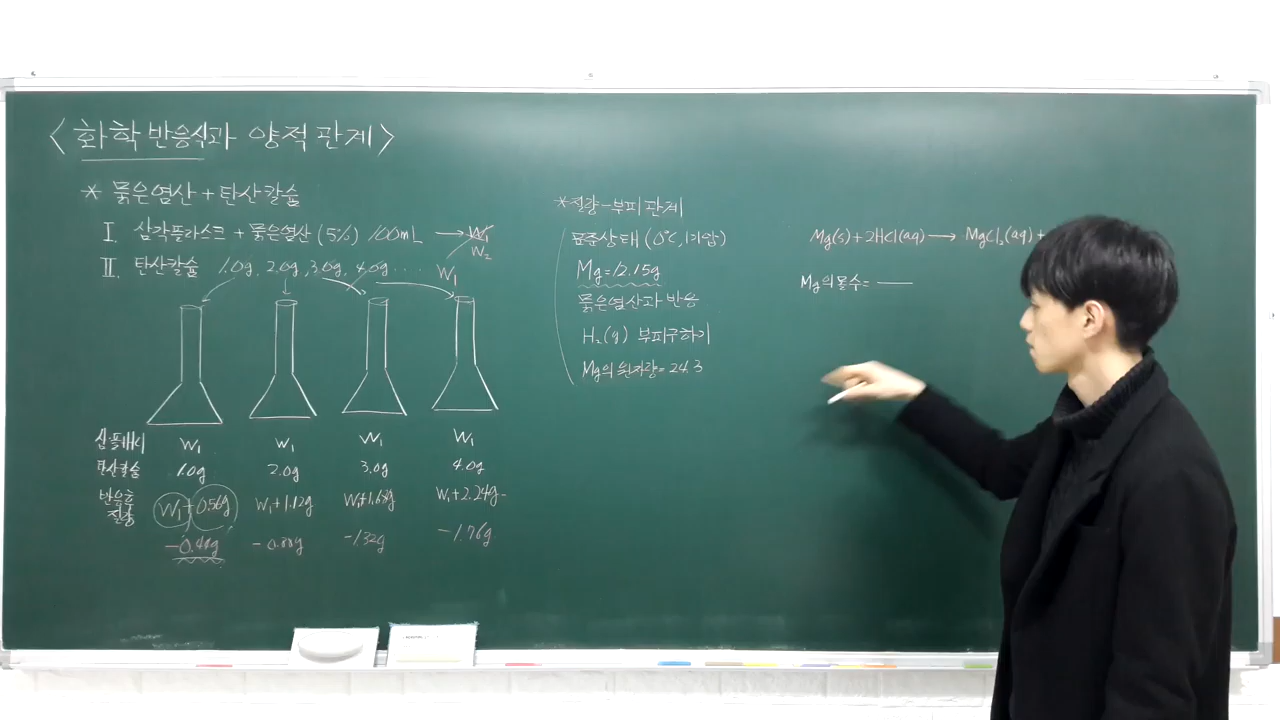 <화학 반응식과 양적 관계>
* 묽은염산 + 탄산칼슘
I. 삼각플라스크 + 묽은염산 (5%) 100mL → W₁
W₂
II. 탄산칼슘 1.0g, 2.0g, 3.0g, 4.0g ···· W₁
W₁ W₁ W₁ W₁
탄산칼슘 1.0g 2.0g 3.0g 4.0g
반응후 질량 W₁+0.56g W₁+1.12g W₁+1.68g W₁+2.24g
-0.44g -0.88g -1.32g -1.76g
*질량-부피 관계
표준상태 (0℃, 1기압)
Mg=12.15g
묽은염산과 반응
H₂(g) 부피구하기
Mg의 원자량= 24.3
Mg(s)+2HCl(aq) → MgCl₂(aq) +
Mg의 몰수= —